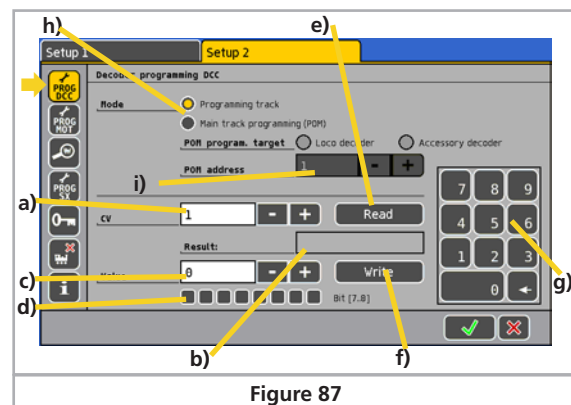 h)
e)
Setup 1
Setup 2
PROG
DCC
Decoder programming DCC
Mode
Programming track
Main track programming (POM)
PROG
MOT
POM program. target
Loco decoder
Accessory decoder
POM address
1
-
+
i)
PROG
SX
7 8 9
a)
CV
1
-
+
Read
4 5 6
Result:
1 2 3
g)
c)
Value
0
-
+
Write
0
d)
Bit [7..0]
i
b)
f)
Figure 87